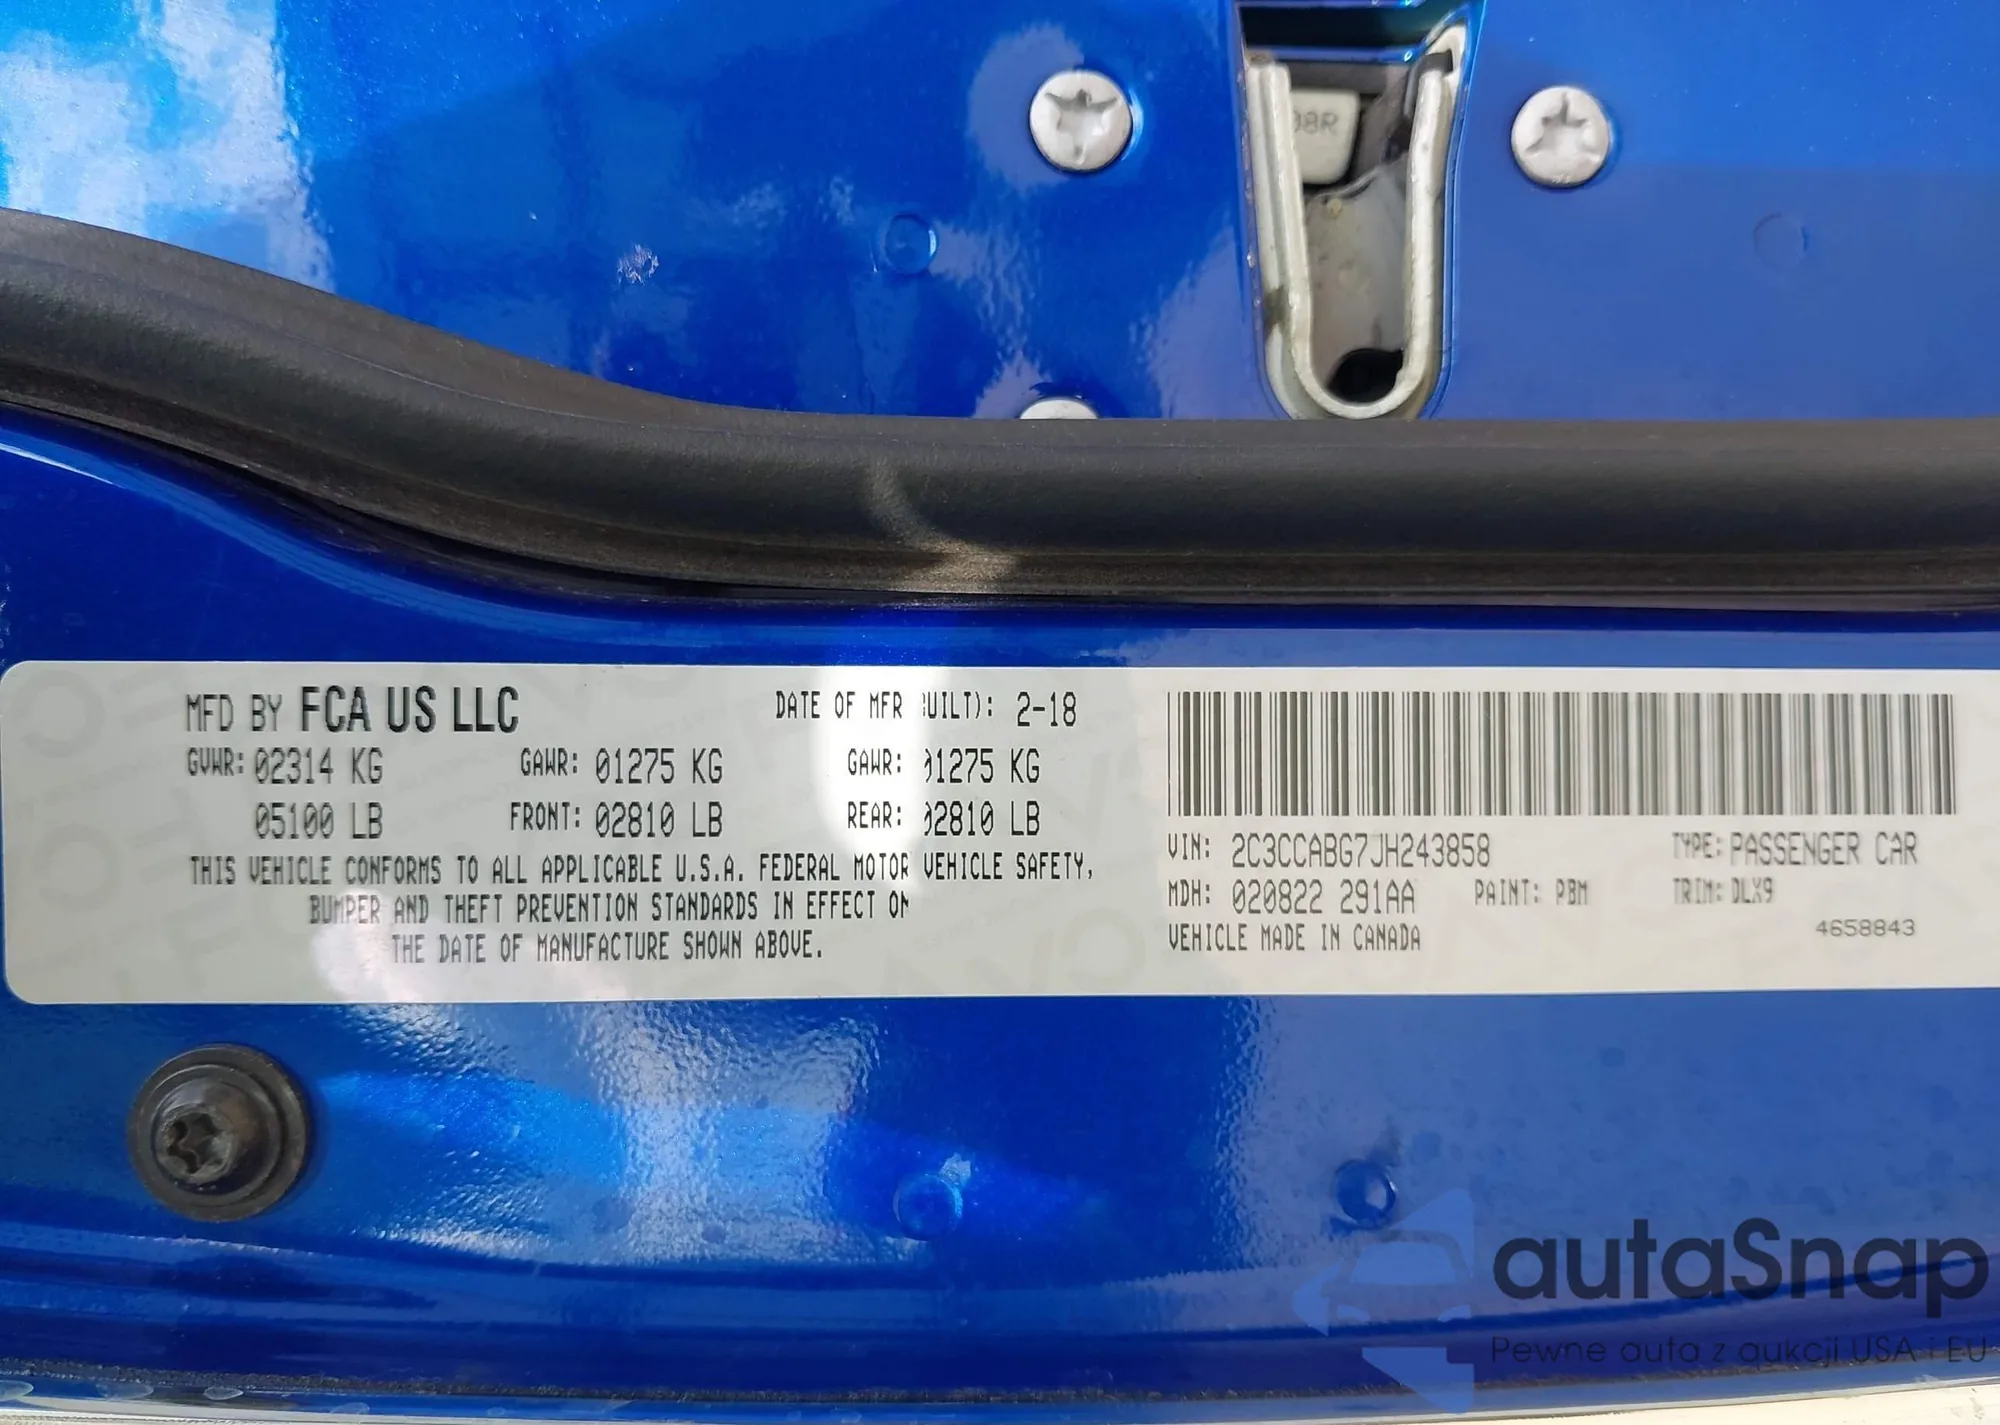 98R
MFD BY FCA US LLC DATE OF MFR UILT): 2-18
GVWR: 02314 KG GAWR: 01275 KG GAWR: 01275 KG
05100 LB FRONT: 02810 LB REAR: 02810 LB
THIS VEHICLE CONFORMS TO ALL APPLICABLE U.S.A. FEDERAL MOTOR VEHICLE SAFETY,
BUMPER AND THEFT PREVENTION STANDARDS IN EFFECT ON
THE DATE OF MANUFACTURE SHOWN ABOVE.
VIN: 2C3CCABG7JH243858 TYPE: PASSENGER CAR
MDH: 020822 291AA PAINT: PBM TRIM: DLX9
VEHICLE MADE IN CANADA 4658843
autaSnap
Pewne auta z aukcji USA i EU